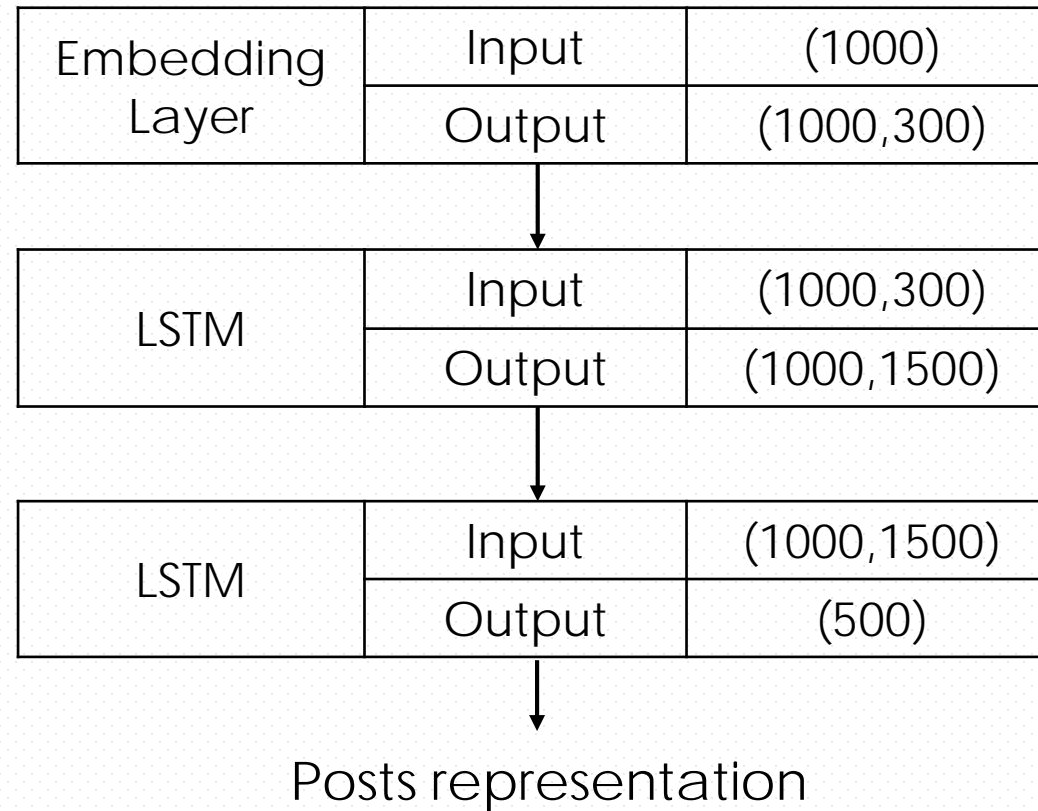 Embedding
Layer
Input
(1000)
Output
(1000,300)
LSTM
Input
(1000,300)
Output
(1000,1500)
LSTM
Input
(1000,1500)
Output
(500)
Posts representation